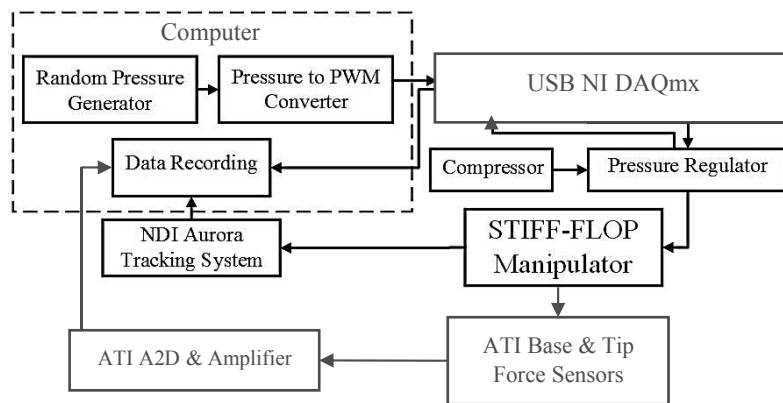 Computer
Random Pressure
Generator
Pressure to PWM
Converter
USB NI DAQmx
Data Recording
Compressor
Pressure Regulator
NDI Aurora
Tracking System
STIFF-FLOP
Manipulator
ATI A2D & Amplifier
ATI Base & Tip
Force Sensors